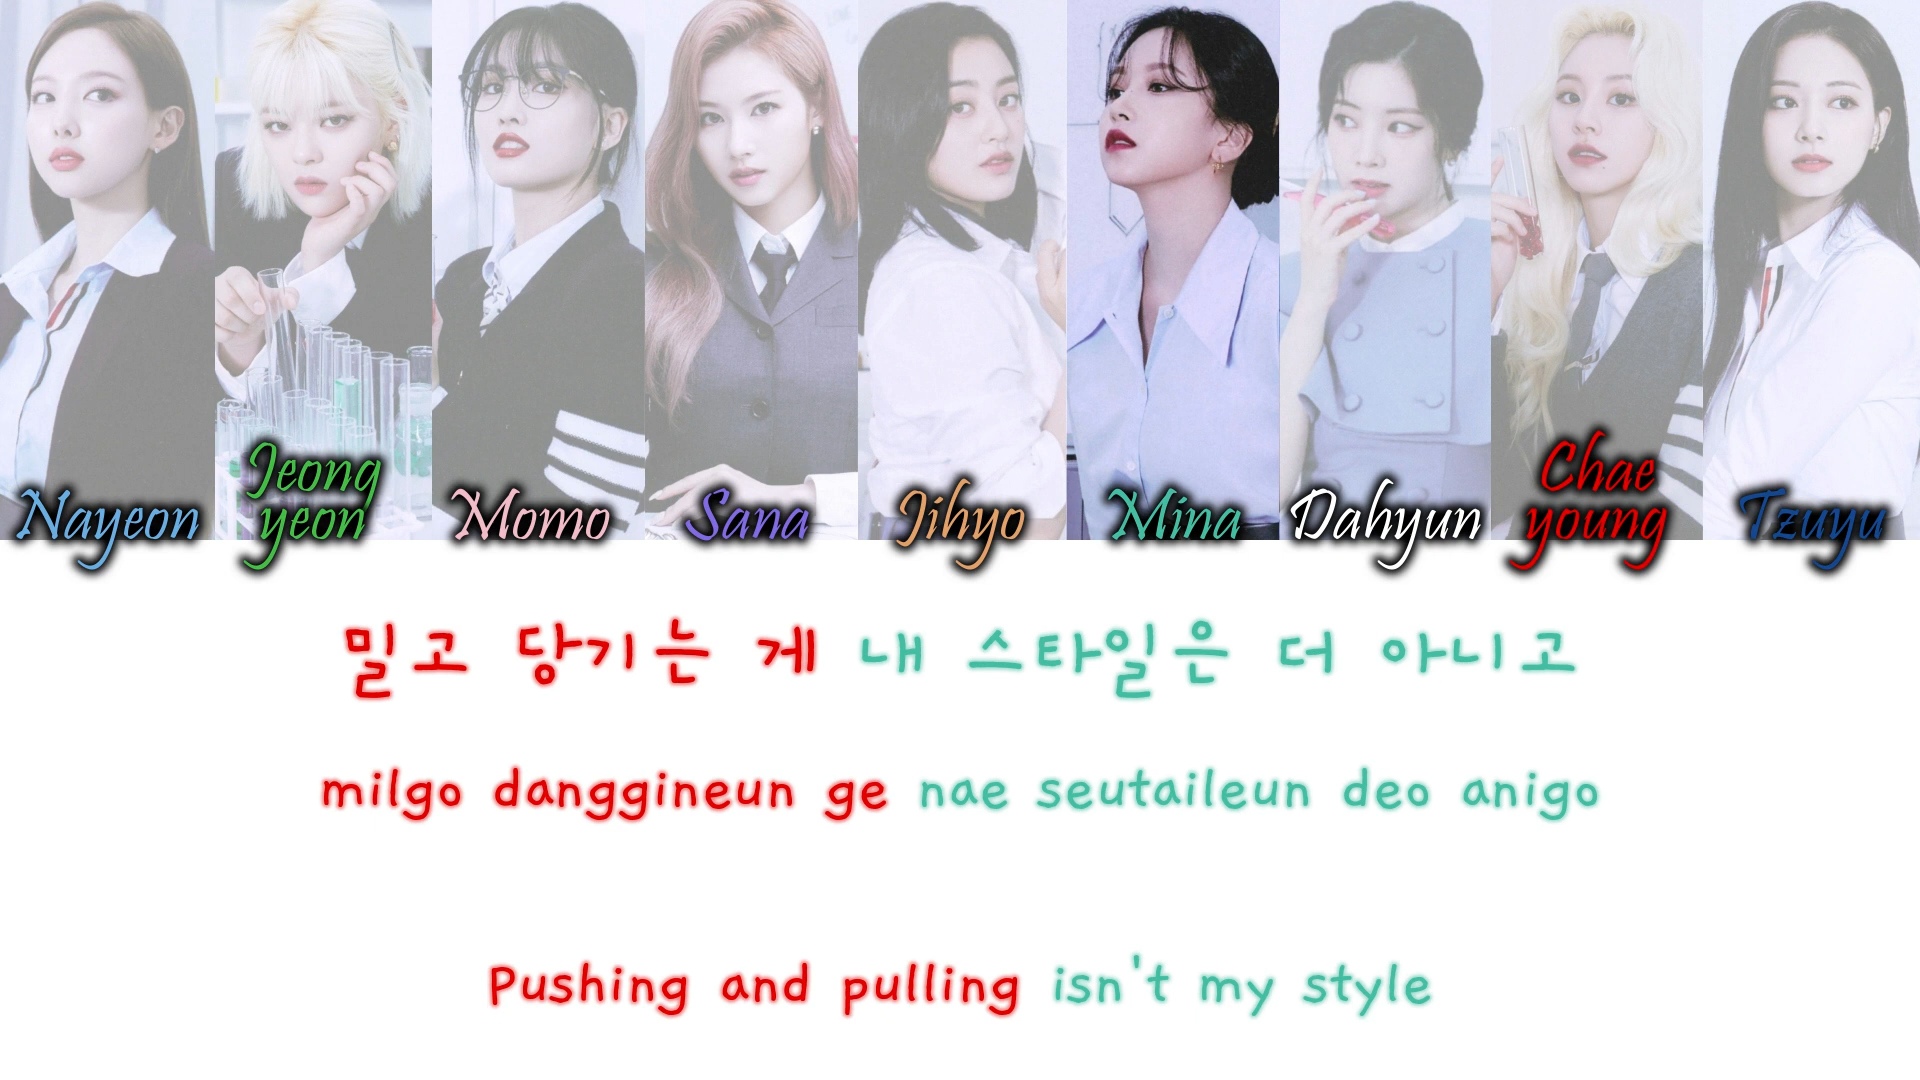 Nayeon
Jeong
yeon
Momo
Sana
Jihyo
Mina
Dahyun
Chae
young
Tzuyu
밀고 당기는 게 내 스타일은 더 아니고
milgo danggineun ge nae seutaileun deo anigo
Pushing and pulling isn't my style